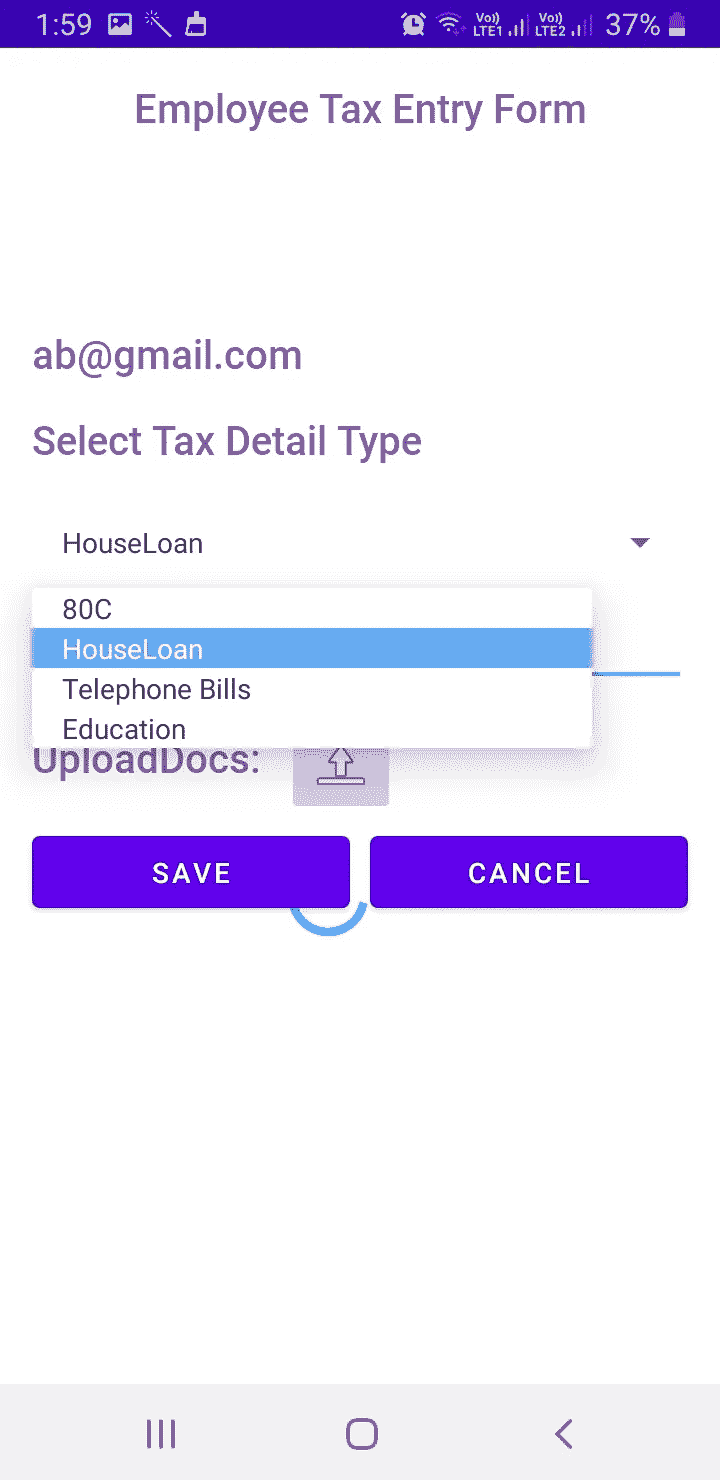 1:59 Vo)) LTE1 Vo)) LTE2 37%
Employee Tax Entry Form
ab@gmail.com
Select Tax Detail Type
HouseLoan
80C
HouseLoan
Telephone Bills
Education
UploadDocs:
SAVE CANCEL